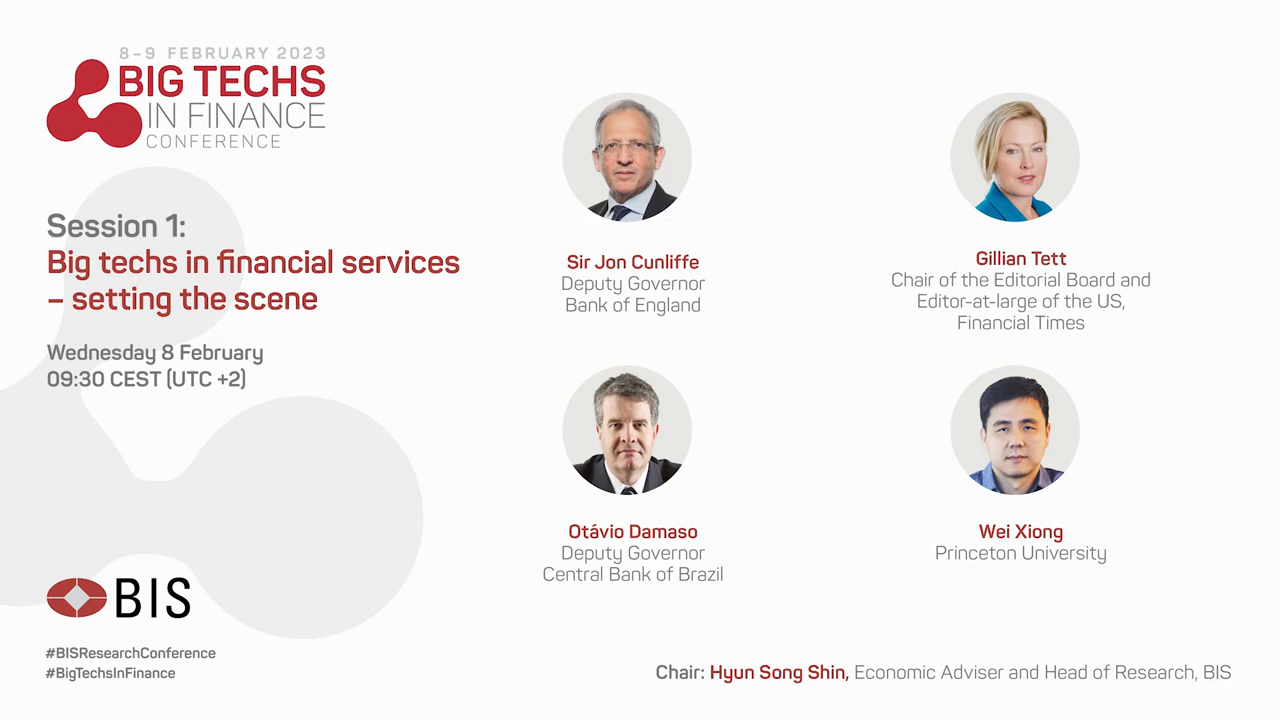 8–9 FEBRUARY 2023
BIG TECHS
IN FINANCE
CONFERENCE
Session 1:
Big techs in financial services
– setting the scene
Wednesday 8 February
09:30 CEST (UTC +2)
Sir Jon Cunliffe
Deputy Governor
Bank of England
Gillian Tett
Chair of the Editorial Board and
Editor-at-large of the US,
Financial Times
Otávio Damaso
Deputy Governor
Central Bank of Brazil
Wei Xiong
Princeton University
BIS
#BISResearchConference
#BigTechsInFinance
Chair: Hyun Song Shin, Economic Adviser and Head of Research, BIS